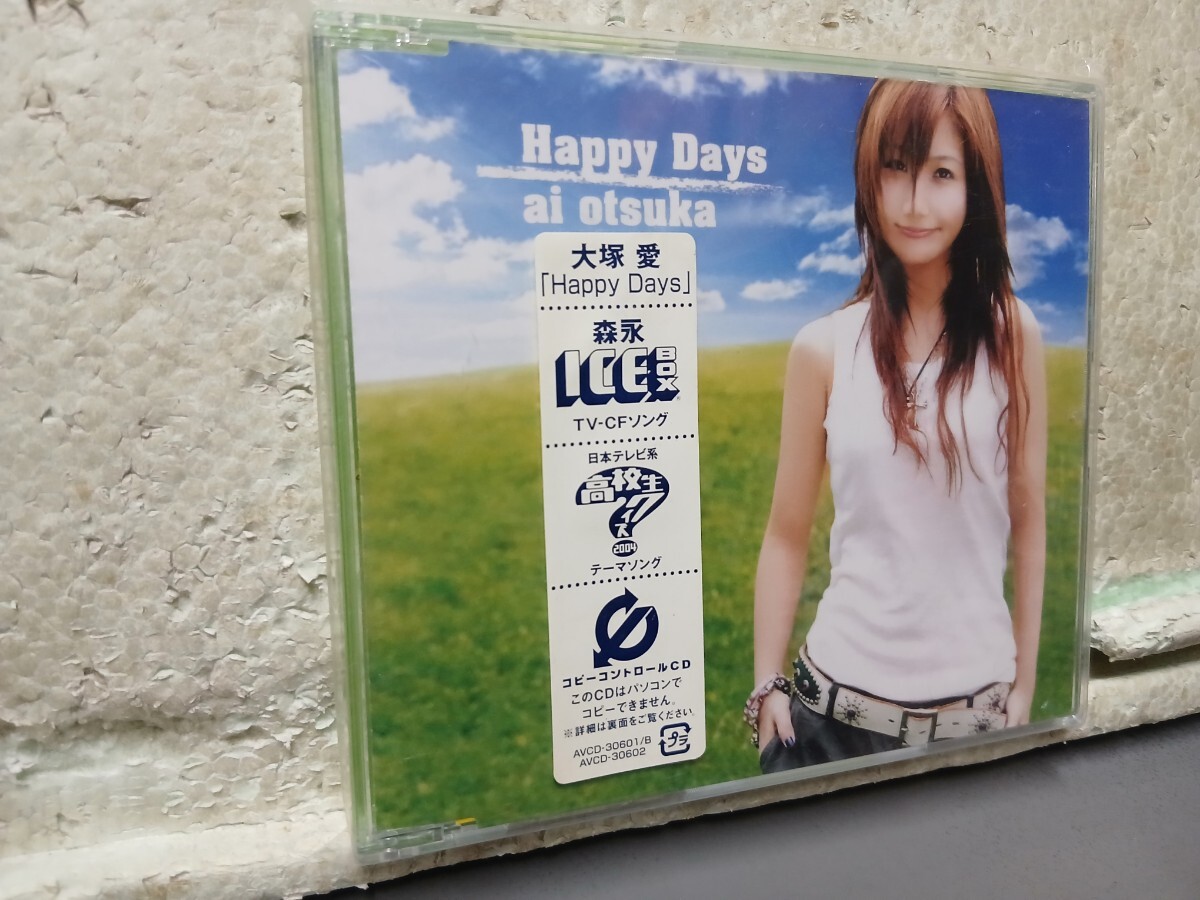 Happy Days
ai otsuka
大塚 愛
「Happy Days」
森永
ICE BOX
TV-CFソング
日本テレビ系
高校生
クイズ
2004
テーマソング
コピーコントロールCD
このCDはパソコンで
コピーできません。
※詳細は裏面をご覧ください。
AVCD-30601/B
AVCD-30602
プラ